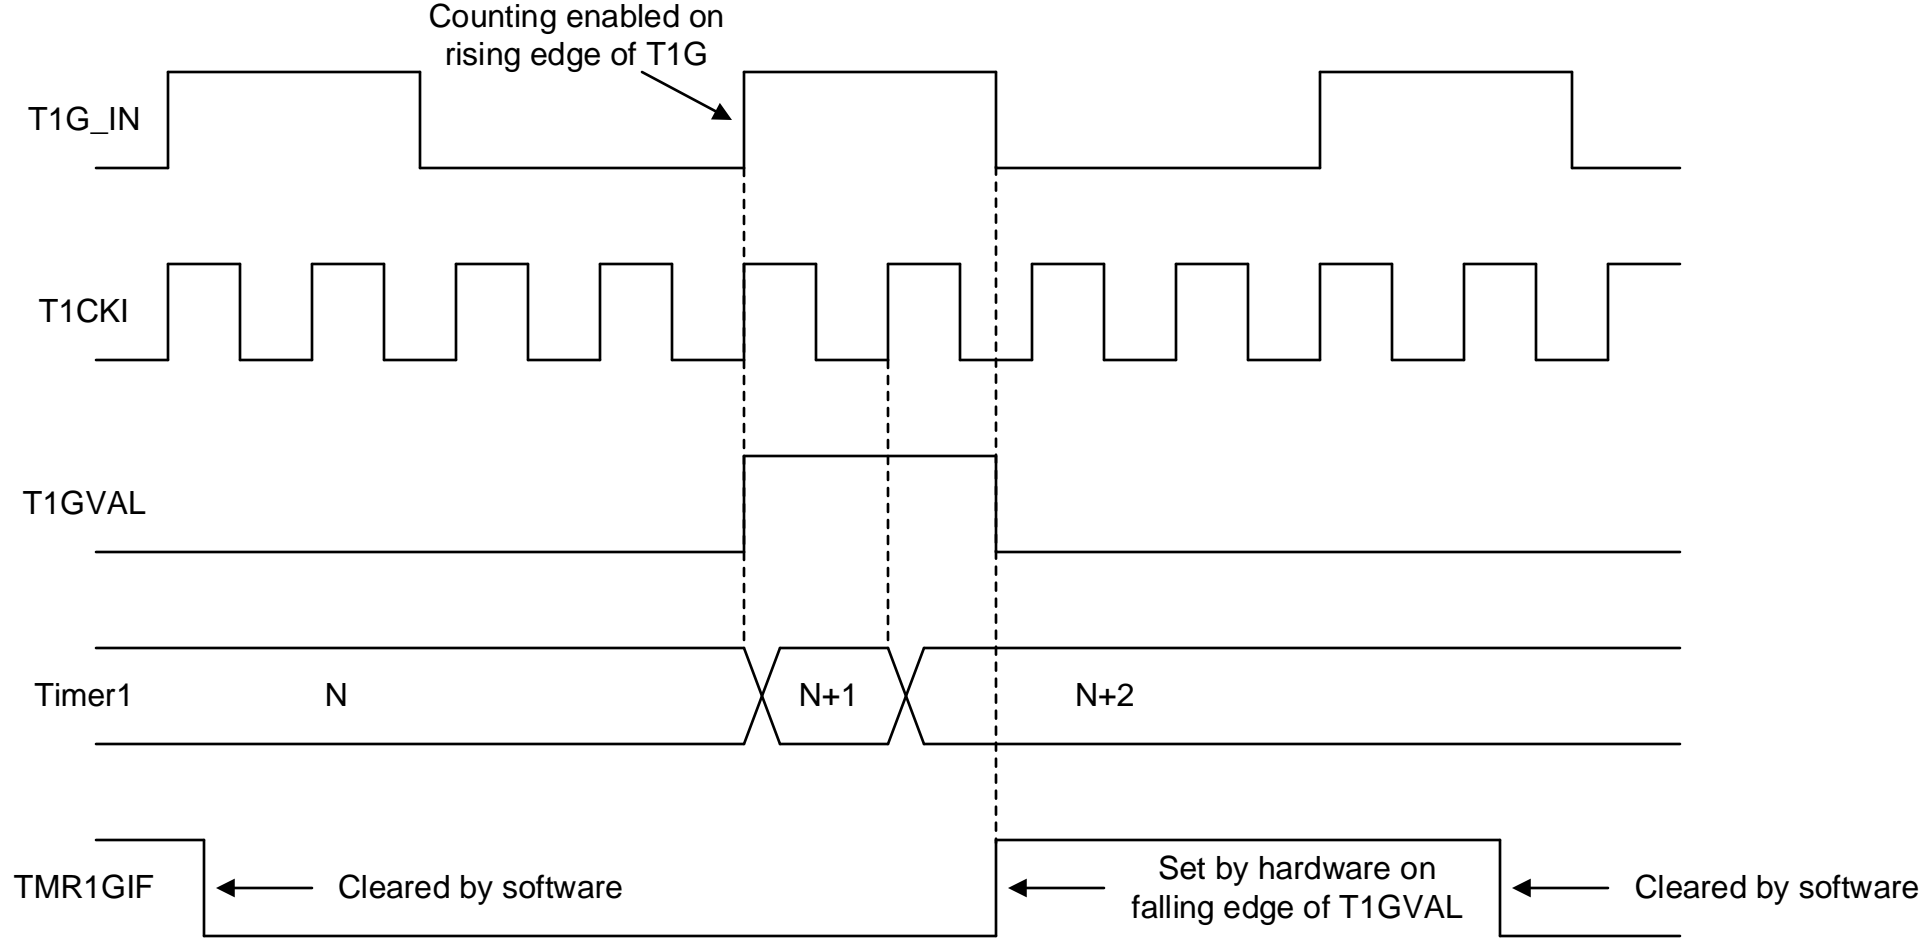 Counting enabled on
rising edge of T1G
T1G_IN
T1CKI
T1GVAL
Timer1
N
N+1
N+2
TMR1GIF
Cleared by software
Set by hardware on
falling edge of T1GVAL
Cleared by software